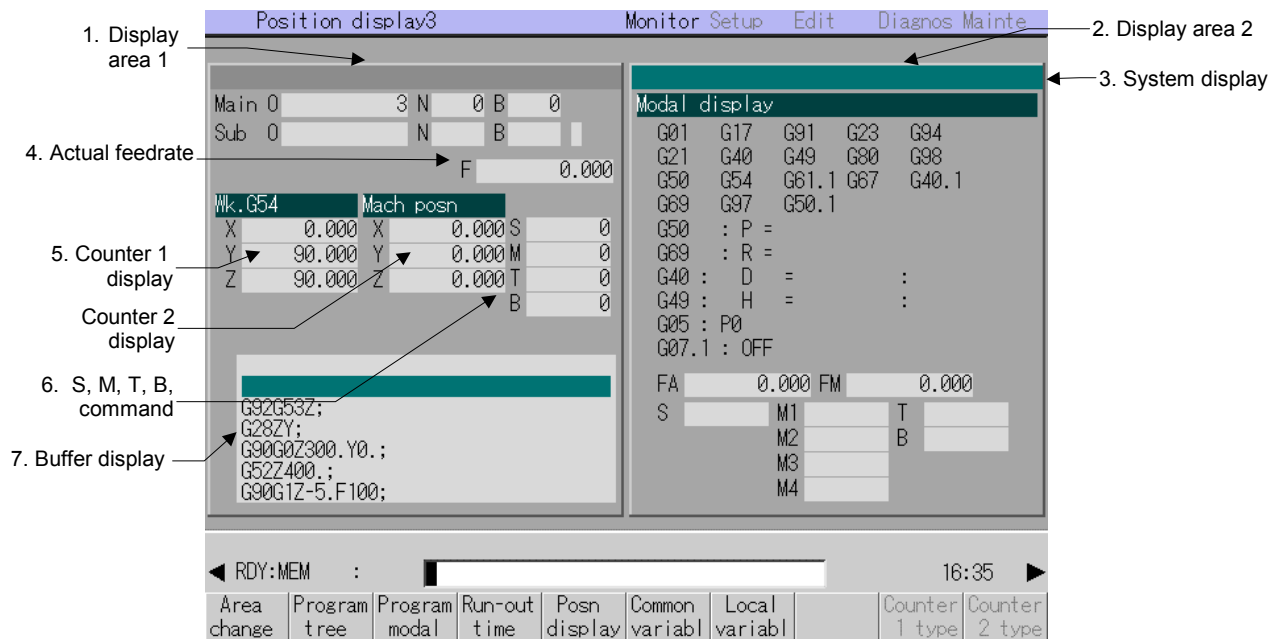 Position display3 Monitor Setup Edit Diagnos Mainte
1. Display
area 1
2. Display area 2
3. System display
Main O 3 N 0 B 0
Sub O N B
4. Actual feedrate
F 0.000
Wk.G54 Mach posn
X 0.000 X 0.000 S 0
Y 90.000 Y 0.000 M 0
Z 90.000 Z 0.000 T 0
B 0
5. Counter 1
display
Counter 2
display
6. S, M, T, B,
command
7. Buffer display
G92G53Z;
G28ZY;
G90G0Z300.Y0.;
G52Z400.;
G90G1Z-5.F100;
Modal display
G01 G17 G91 G23 G94
G21 G40 G49 G80 G98
G50 G54 G61.1 G67 G40.1
G69 G97 G50.1
G50 : P =
G69 : R =
G40 : D = :
G49 : H = :
G05 : P0
G07.1 : OFF
FA 0.000 FM 0.000
S M1 T
M2 B
M3
M4
RDY:MEM : 16:35
Area change Program tree Program modal Run-out time Posn display Common variabl Local variabl Counter 1 type Counter 2 type